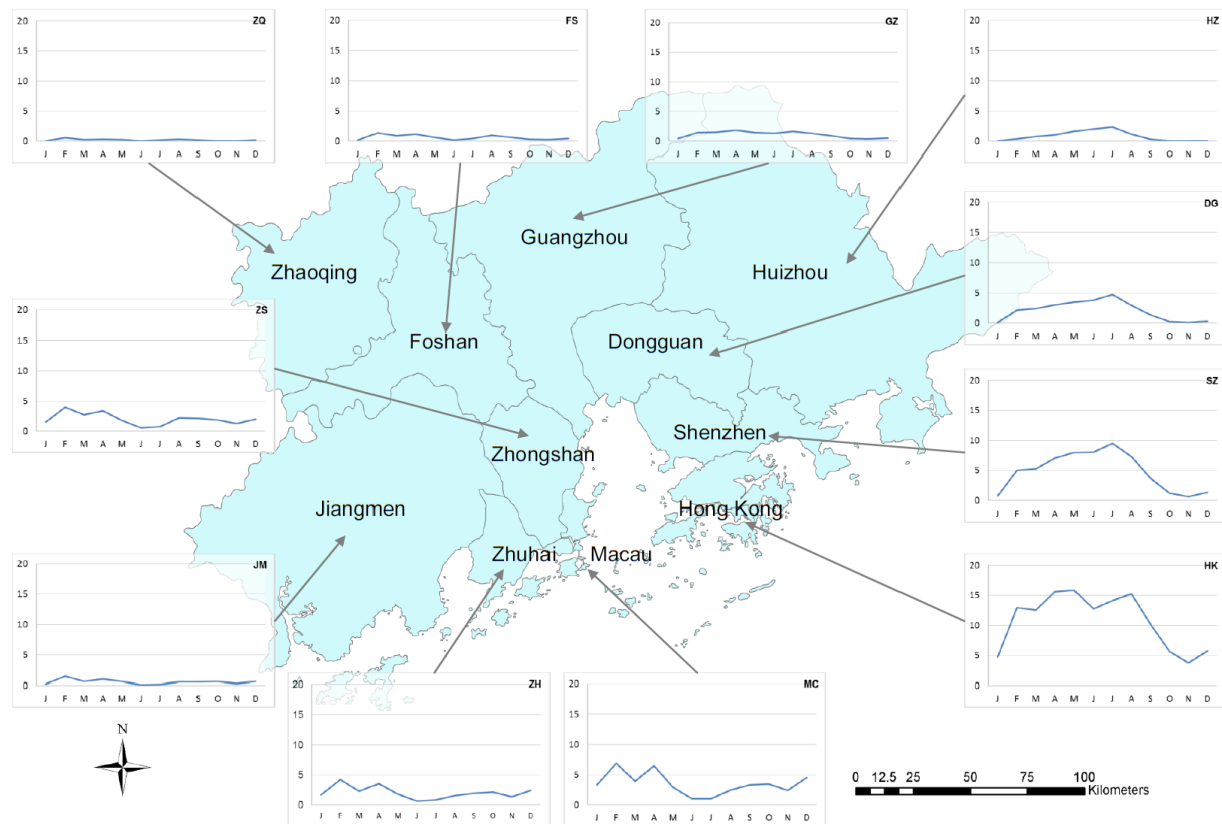 ZQ
20
15
10
5
0
J F M A M J J A S O N D
FS
20
15
10
5
0
J F M A M J J A S O N D
GZ
20
15
10
5
0
J F M A M J J A S O N D
HZ
20
15
10
5
0
J F M A M J J A S O N D
DG
20
15
10
5
0
J F M A M J J A S O N D
ZS
20
15
10
5
0
J F M A M J J A S O N D
SZ
20
15
10
5
0
J F M A M J J A S O N D
JM
20
15
10
5
0
J F M A M J J A S O N D
HK
20
15
10
5
0
J F M A M J J A S O N D
ZH
20
15
10
5
0
J F M A M J J A S O N D
MC
20
15
10
5
0
J F M A M J J A S O N D
Guangzhou
Zhaoqing
Huizhou
Foshan
Dongguan
Shenzhen
Zhongshan
Jiangmen
Hong Kong
Zhuhai
Macau
N
0 12.5 25 50 75 100
Kilometers